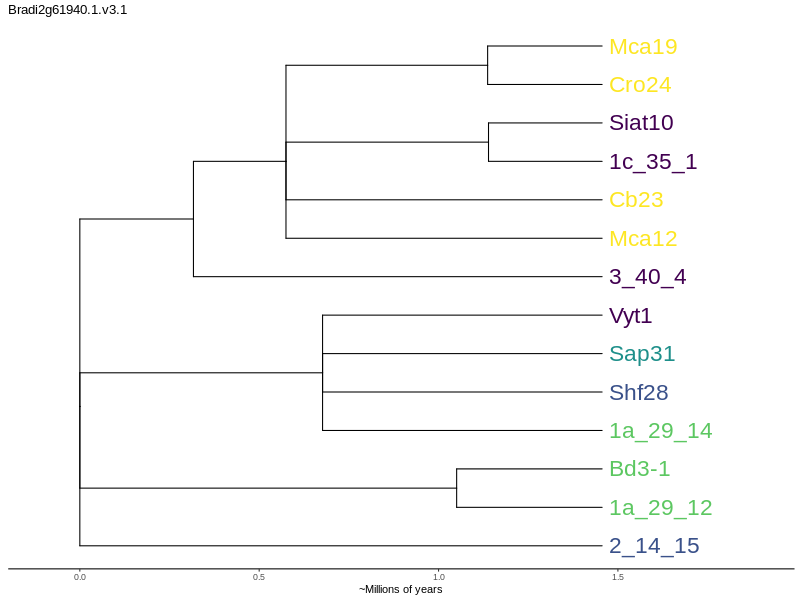 Bradi2g61940.1.v3.1
Mca19
Cro24
Siat10
1c_35_1
Cb23
Mca12
3_40_4
Vyt1
Sap31
Shf28
1a_29_14
Bd3-1
1a_29_12
2_14_15
0.0 0.5 1.0 1.5
~Millions of years